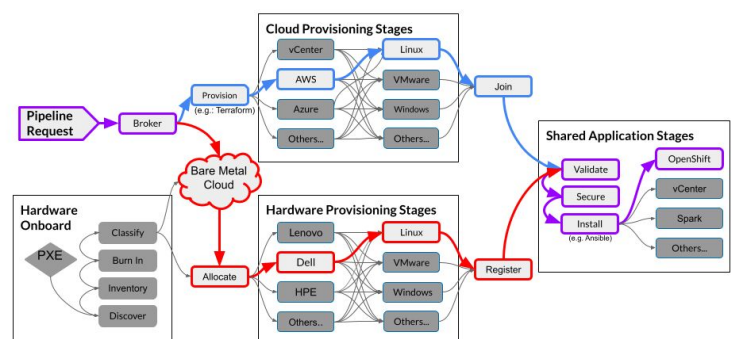 Cloud Provisioning Stages
vCenter
AWS
Azure
Others...
Linux
VMware
Windows
Others...
Provision
(e.g.: Terraform)
Join
Pipeline
Request
Broker
Bare Metal
Cloud
Shared Application Stages
Validate
Secure
Install
(e.g. Ansible)
OpenShift
vCenter
Spark
Others...
Hardware
Onboard
PXE
Classify
Burn In
Inventory
Discover
Allocate
Hardware Provisioning Stages
Lenovo
Dell
HPE
Others..
Linux
VMware
Windows
Others...
Register